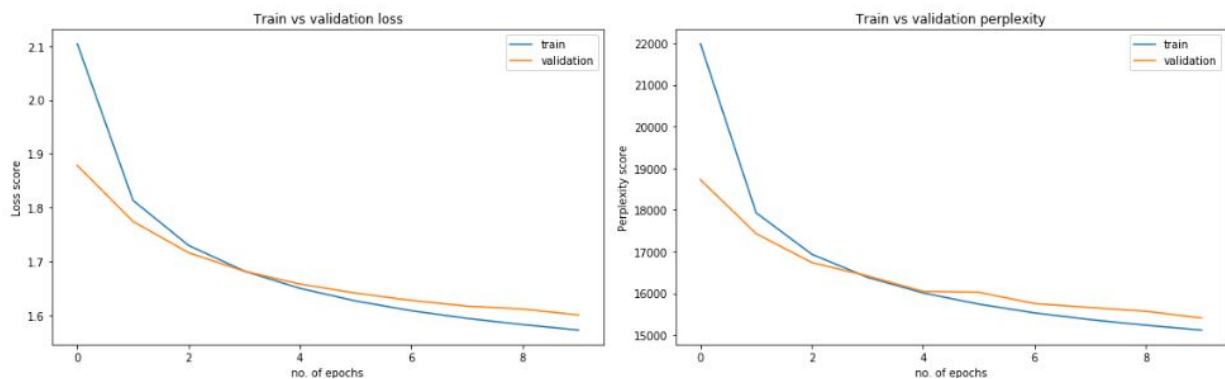 Train vs validation loss
train
validation
Loss score
2.1
2.0
1.9
1.8
1.7
1.6
0 2 4 6 8
no. of epochs
Train vs validation perplexity
train
validation
Perplexity score
22000
21000
20000
19000
18000
17000
16000
15000
0 2 4 6 8
no. of epochs